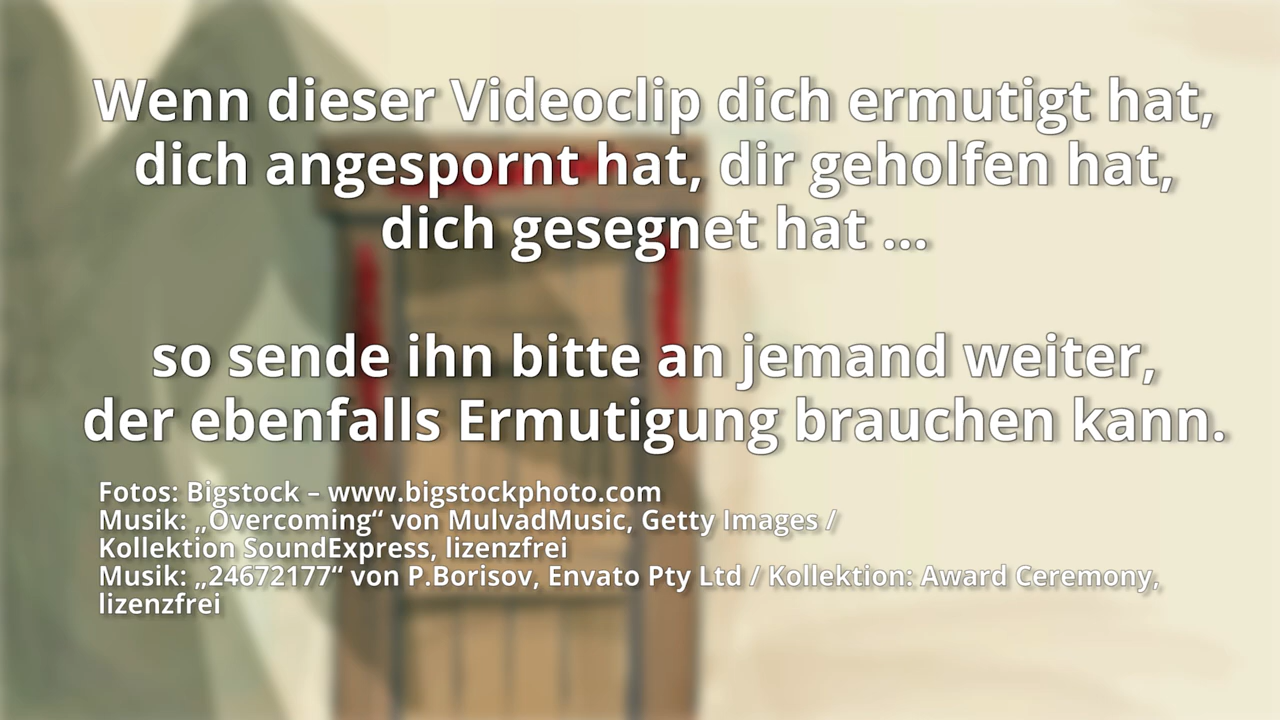 Wenn dieser Videoclip dich ermutigt hat,
dich angespornt hat, dir geholfen hat,
dich gesegnet hat ...
so sende ihn bitte an jemand weiter,
der ebenfalls Ermutigung brauchen kann.
Fotos: Bigstock – www.bigstockphoto.com
Musik: „Overcoming“ von MulvadMusic, Getty Images /
Kollektion SoundExpress, lizenzfrei
Musik: „24672177“ von P.Borisov, Envato Pty Ltd / Kollektion: Award Ceremony,
lizenzfrei